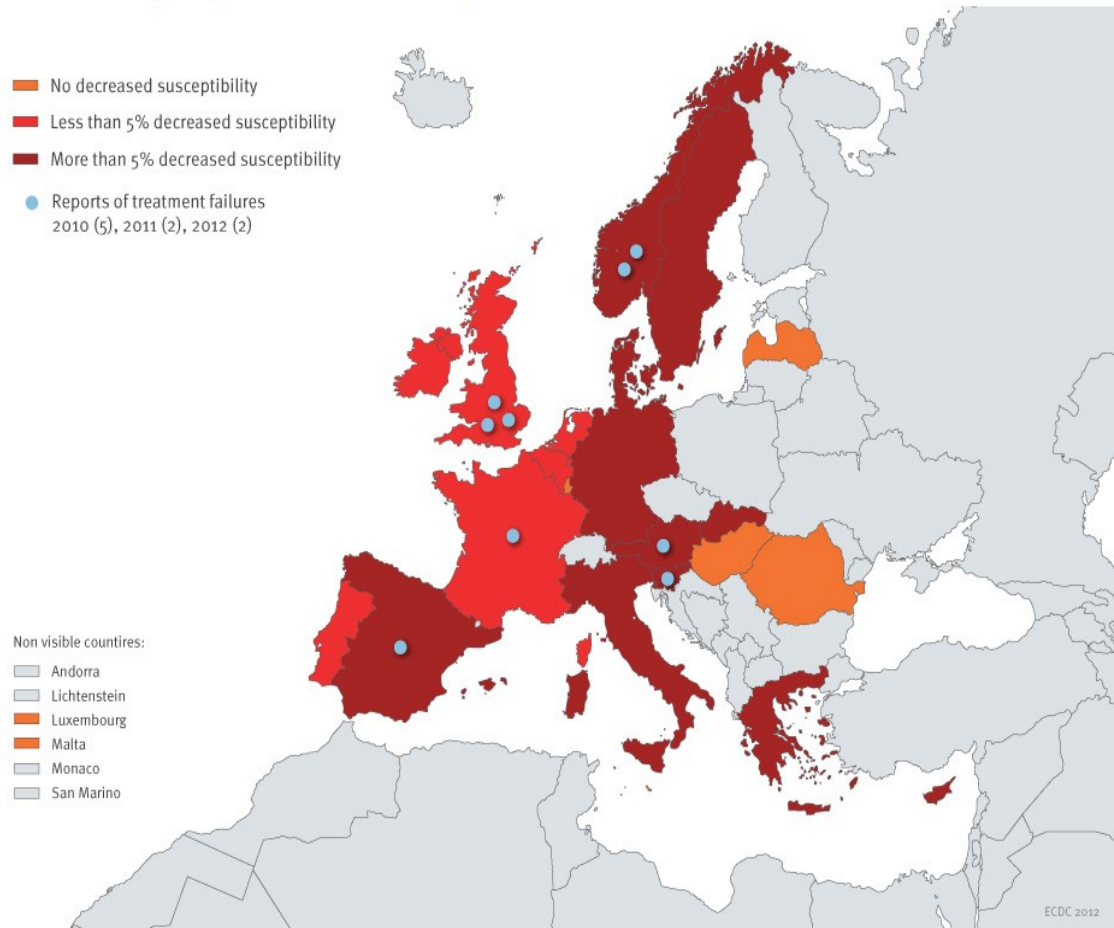 No decreased susceptibility
Less than 5% decreased susceptibility
More than 5% decreased susceptibility
Reports of treatment failures
2010 (5), 2011 (2), 2012 (2)
Non visible countires:
Andorra
Lichtenstein
Luxembourg
Malta
Monaco
San Marino
ECDC 2012